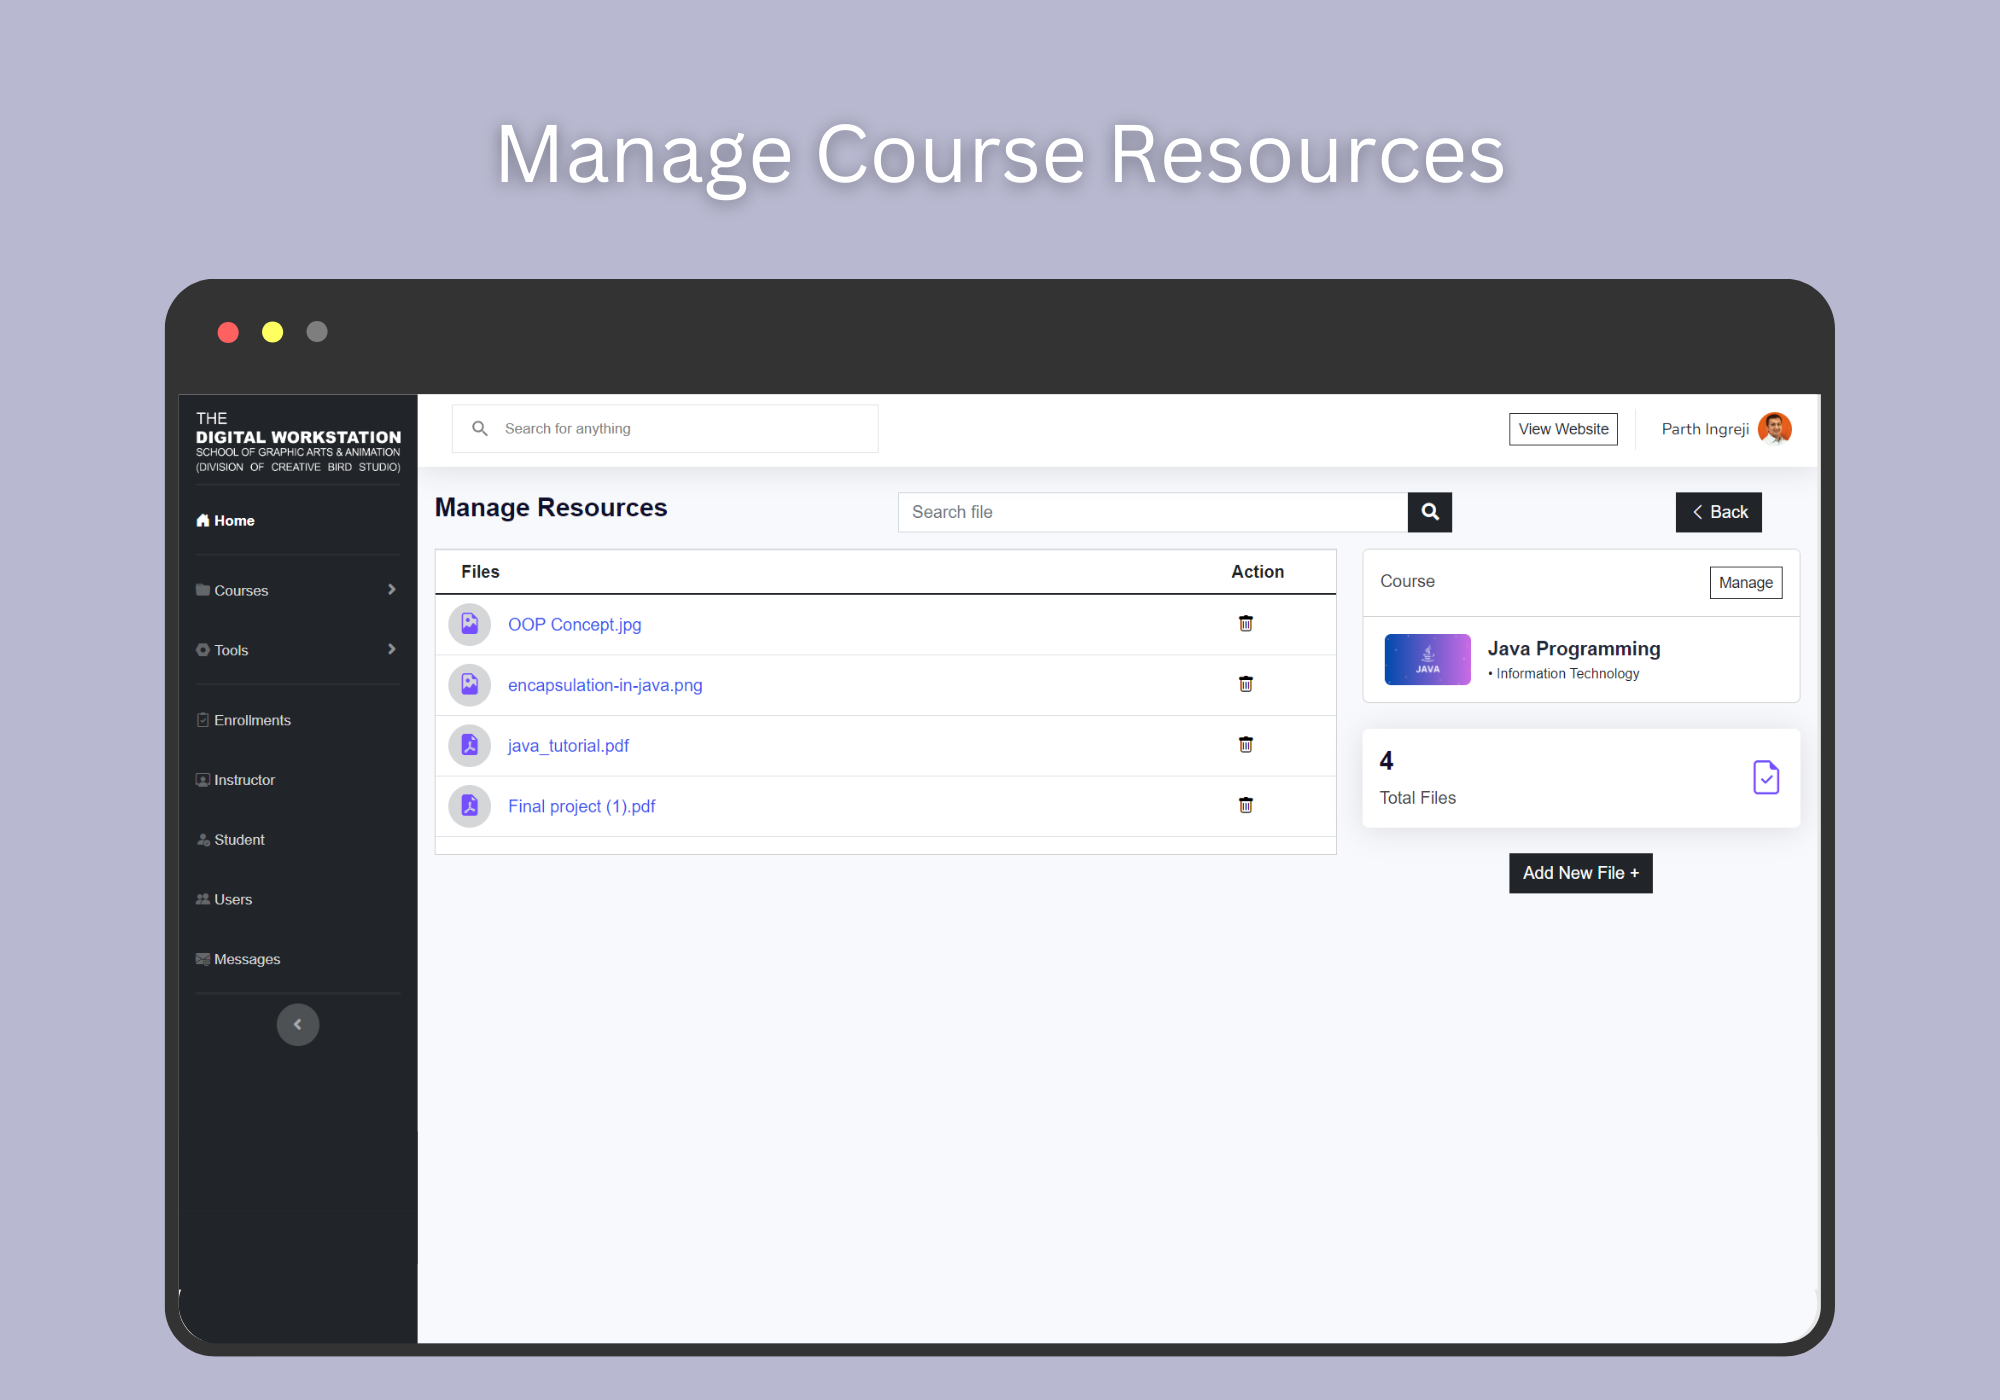 Manage Course Resources
THE
DIGITAL WORKSTATION
SCHOOL OF GRAPHIC ARTS & ANIMATION
(DIVISION OF CREATIVE BIRD STUDIO)
Home
Courses
Tools
Enrollments
Instructor
Student
Users
Messages
Search for anything
View Website
Parth Ingreji
Manage Resources
Search file
Back
Files Action
OOP Concept.jpg
encapsulation-in-java.png
java_tutorial.pdf
Final project (1).pdf
Course
Manage
JAVA
Java Programming
• Information Technology
4
Total Files
Add New File +